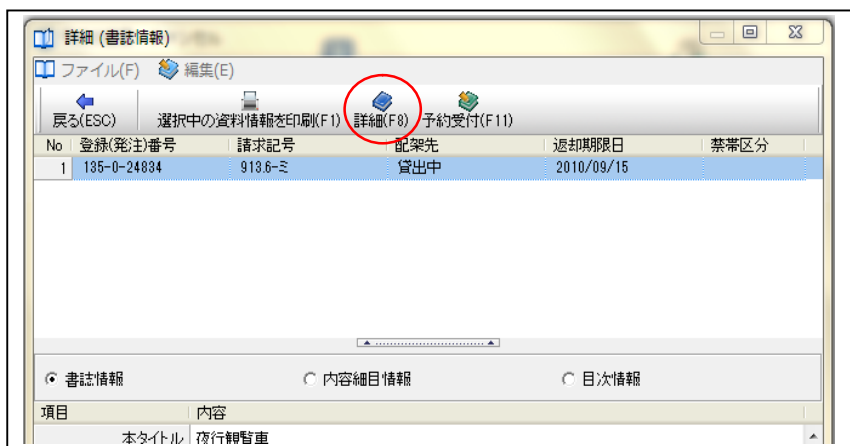 詳細 (書誌情報)
ファイル(F) 編集(E)
戻る(ESC) 選択中の資料情報を印刷(F1) 詳細(F8) 予約受付(F11)
No 登録(発注)番号 請求記号 配架先 返却期限日 禁帯区分
1 135-0-24834 913.6-ミ 貸出中 2010/09/15
書誌情報 内容細目情報 目次情報
項目 内容
本タイトル 夜行観覧車